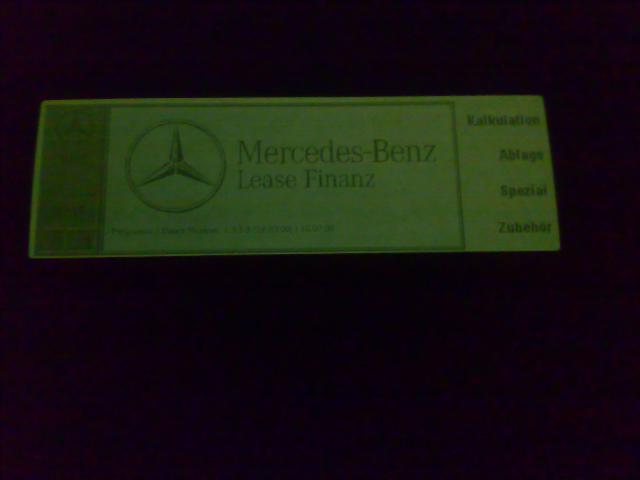 Mercedes-Benz
Lease Finanz
Kalkulation
Ablage
Spezial
Zubehör